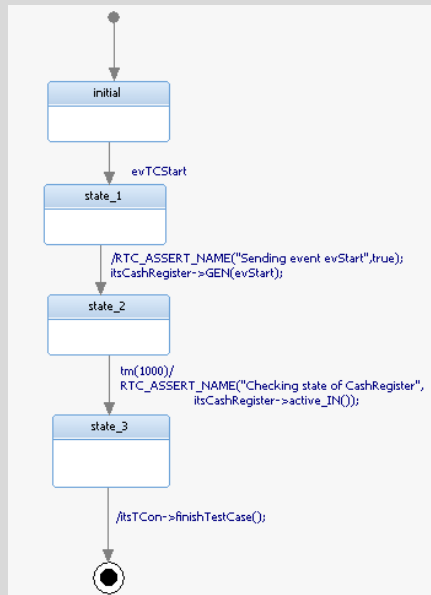 initial
evTCStart
state_1
/RTC_ASSERT_NAME("Sending event evStart",true);
itsCashRegister->GEN(evStart);
state_2
tm(1000)/
RTC_ASSERT_NAME("Checking state of CashRegister",
itsCashRegister->active_IN());
state_3
/itsTCon->finishTestCase();